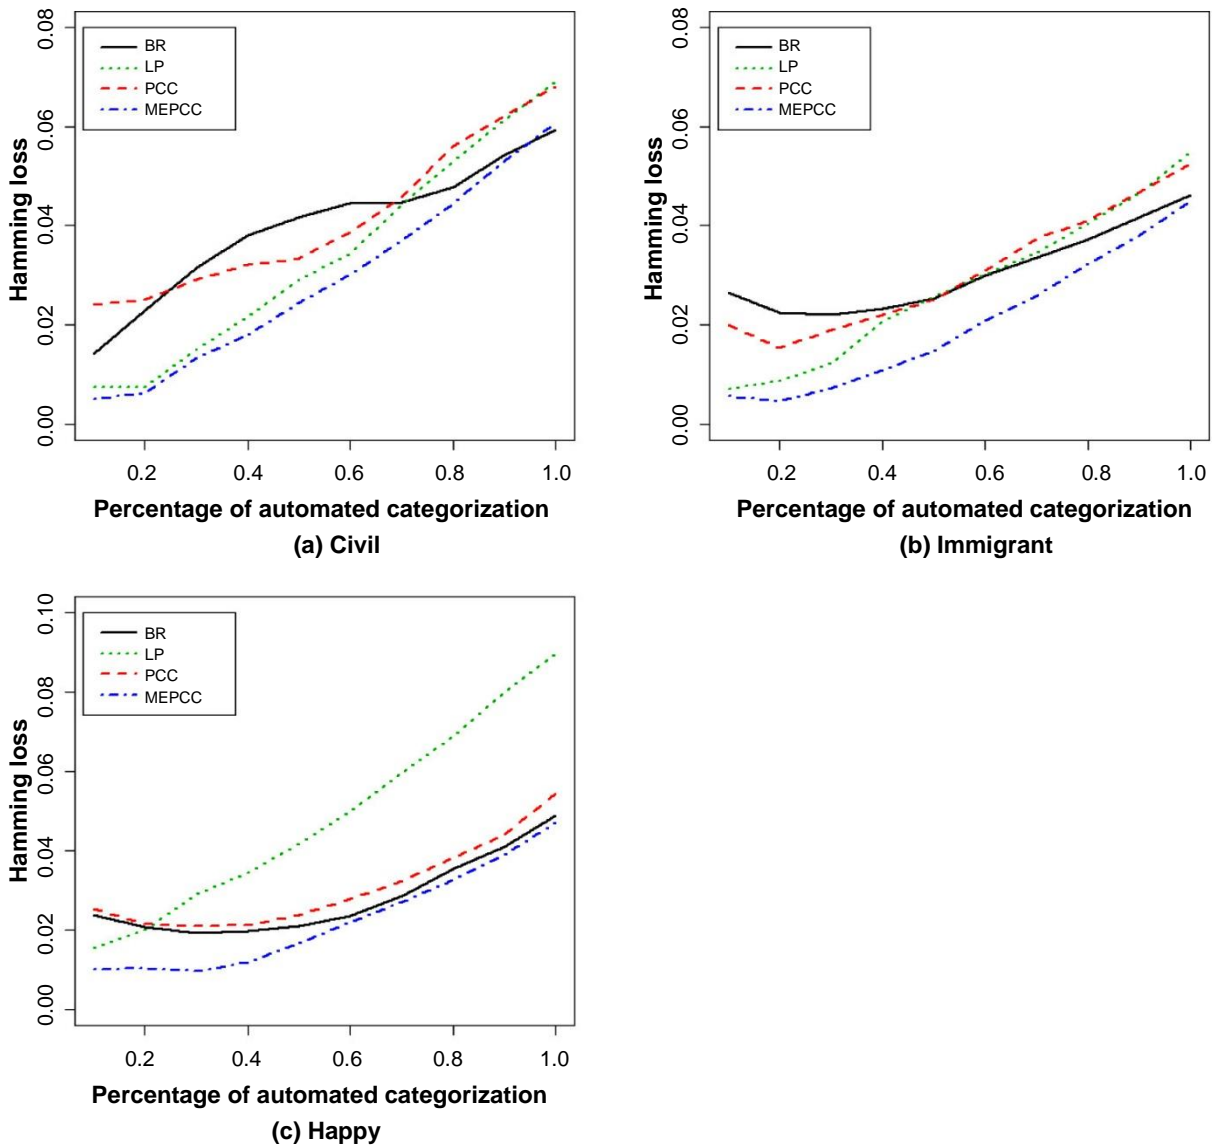 BR
LP
PCC
MEPCC
Hamming loss
0.00 0.02 0.04 0.06 0.08
0.2 0.4 0.6 0.8 1.0
Percentage of automated categorization
(a) Civil
BR
LP
PCC
MEPCC
Hamming loss
0.00 0.02 0.04 0.06 0.08
0.2 0.4 0.6 0.8 1.0
Percentage of automated categorization
(b) Immigrant
BR
LP
PCC
MEPCC
Hamming loss
0.00 0.02 0.04 0.06 0.08 0.10
0.2 0.4 0.6 0.8 1.0
Percentage of automated categorization
(c) Happy